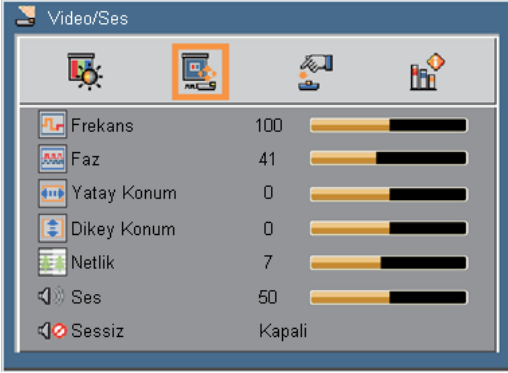 Video/Ses
Frekans 100
Faz 41
Yatay Konum 0
Dikey Konum 0
Netlik 7
Ses 50
Sessiz Kapali